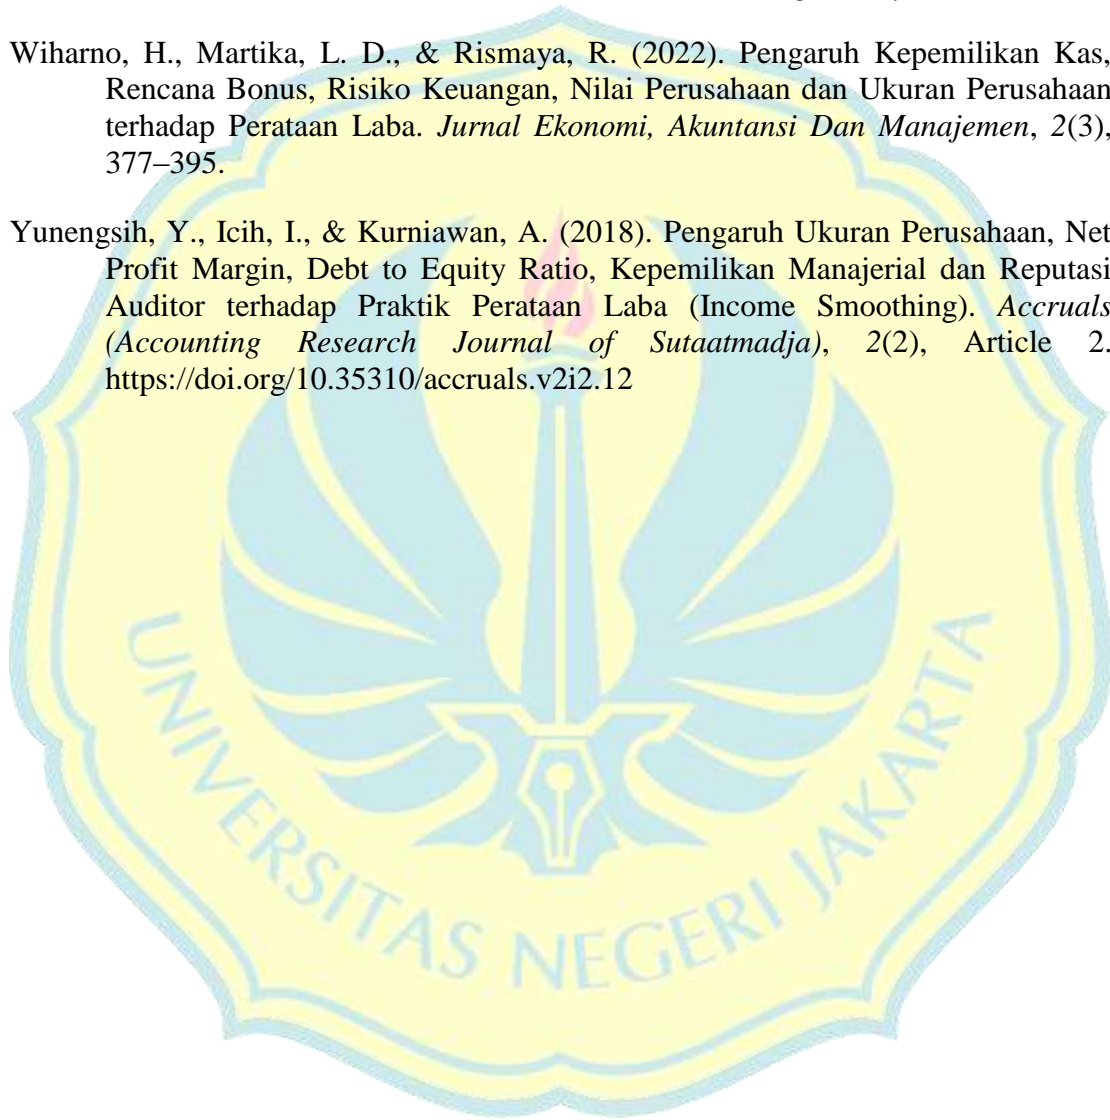 Wiharno, H., Martika, L. D., & Rismaya, R. (2022). Pengaruh Kepemilikan Kas,
Rencana Bonus, Risiko Keuangan, Nilai Perusahaan dan Ukuran Perusahaan
terhadap Perataan Laba. Jurnal Ekonomi, Akuntansi Dan Manajemen, 2(3),
377–395.
Yunengsih, Y., Icih, I., & Kurniawan, A. (2018). Pengaruh Ukuran Perusahaan, Net
Profit Margin, Debt to Equity Ratio, Kepemilikan Manajerial dan Reputasi
Auditor terhadap Praktik Perataan Laba (Income Smoothing). Accruals
(Accounting Research Journal of Sutaatmadja), 2(2), Article 2.
https://doi.org/10.35310/accruals.v2i2.12
UNIVERSITAS NEGERI JAKARTA